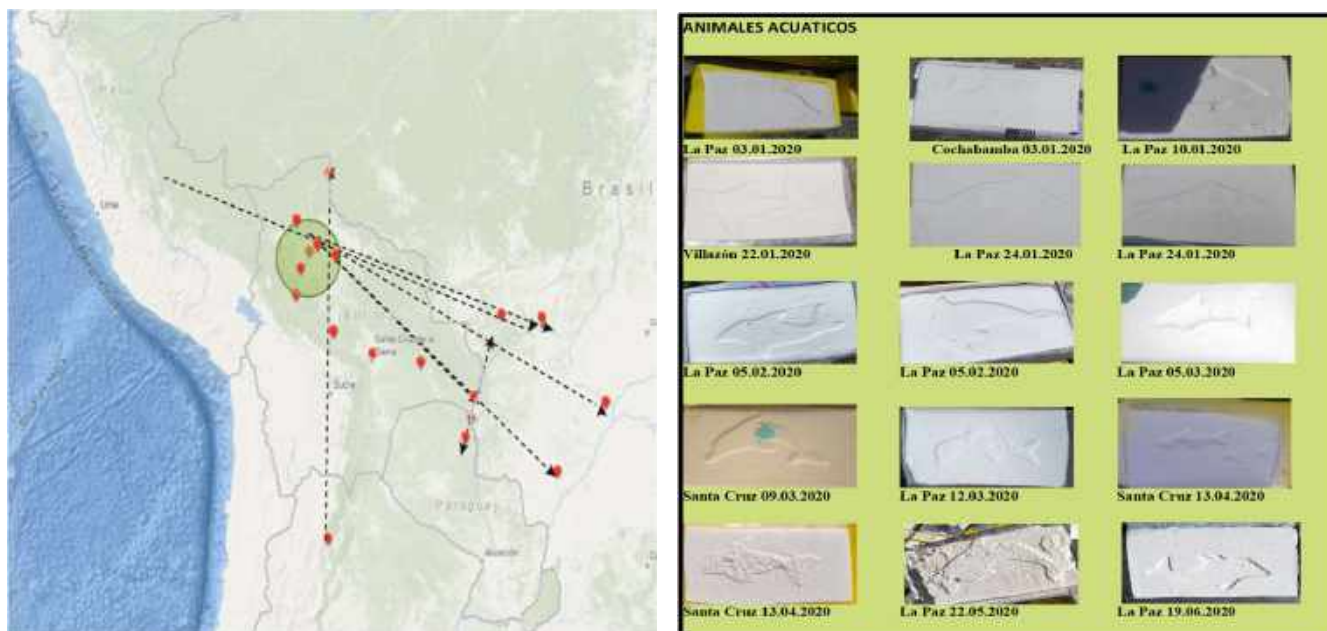 Lima
Brasil
Sucre
Paraguay
ANIMALES ACUATICOS
La Paz 03.01.2020
Cochabamba 03.01.2020
La Paz 10.01.2020
Villazón 22.01.2020
La Paz 24.01.2020
La Paz 24.01.2020
La Paz 05.02.2020
La Paz 05.02.2020
La Paz 05.03.2020
Santa Cruz 09.03.2020
La Paz 12.03.2020
Santa Cruz 13.04.2020
Santa Cruz 13.04.2020
La Paz 22.05.2020
La Paz 19.06.2020